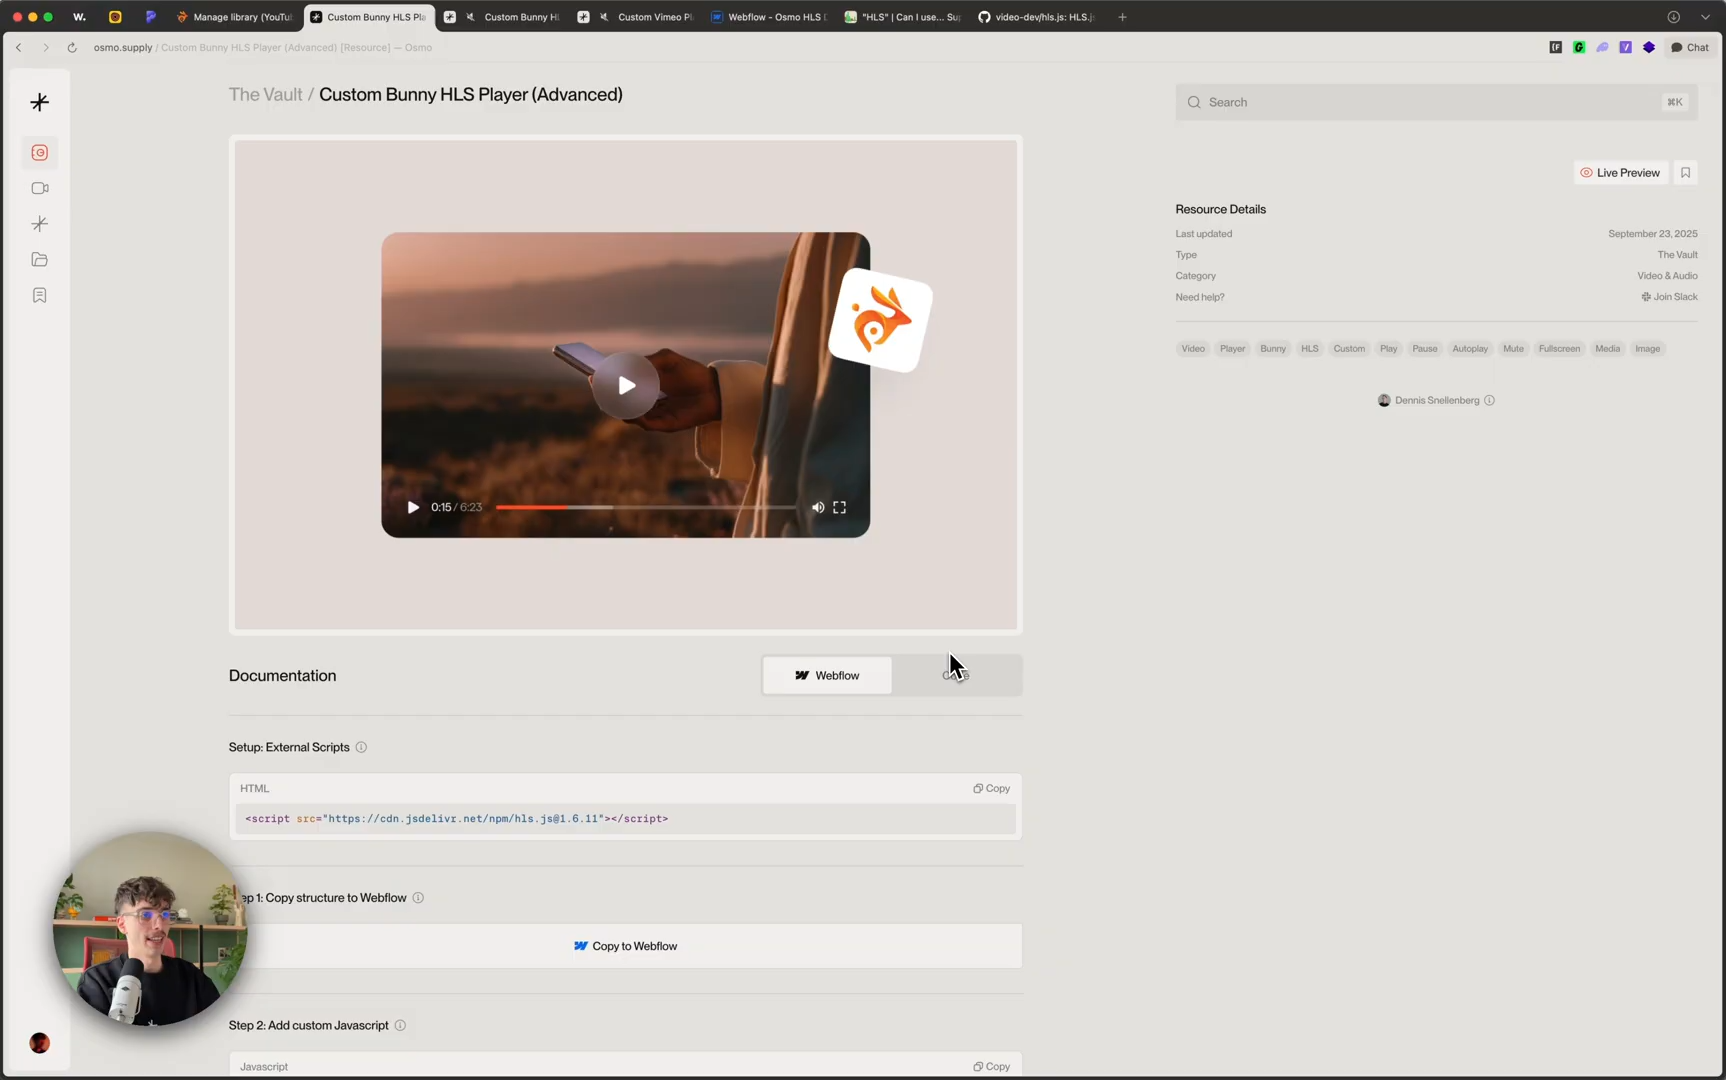 W.
Manage library (YouTu
Custom Bunny HLS Pla
Custom Bunny Hl
Custom Vimeo Pl
Webflow - Osmo HLS D
"HLS" | Can I use... Sup
video-dev/hls.js: HLS.js
osmo.supply / Custom Bunny HLS Player (Advanced) [Resource] — Osmo
Chat
The Vault / Custom Bunny HLS Player (Advanced)
Search
⌘K
Live Preview
Resource Details
Last updated
September 23, 2025
Type
The Vault
Category
Video & Audio
Need help?
Join Slack
Video
Player
Bunny
HLS
Custom
Play
Pause
Autoplay
Mute
Fullscreen
Media
Image
Dennis Snellenberg
0:15 / 6:23
Documentation
Webflow
Setup: External Scripts
HTML
Copy
<script src="https://cdn.jsdelivr.net/npm/hls.js@1.6.11"></script>
ep 1: Copy structure to Webflow
Copy to Webflow
Step 2: Add custom Javascript
Javascript
Copy